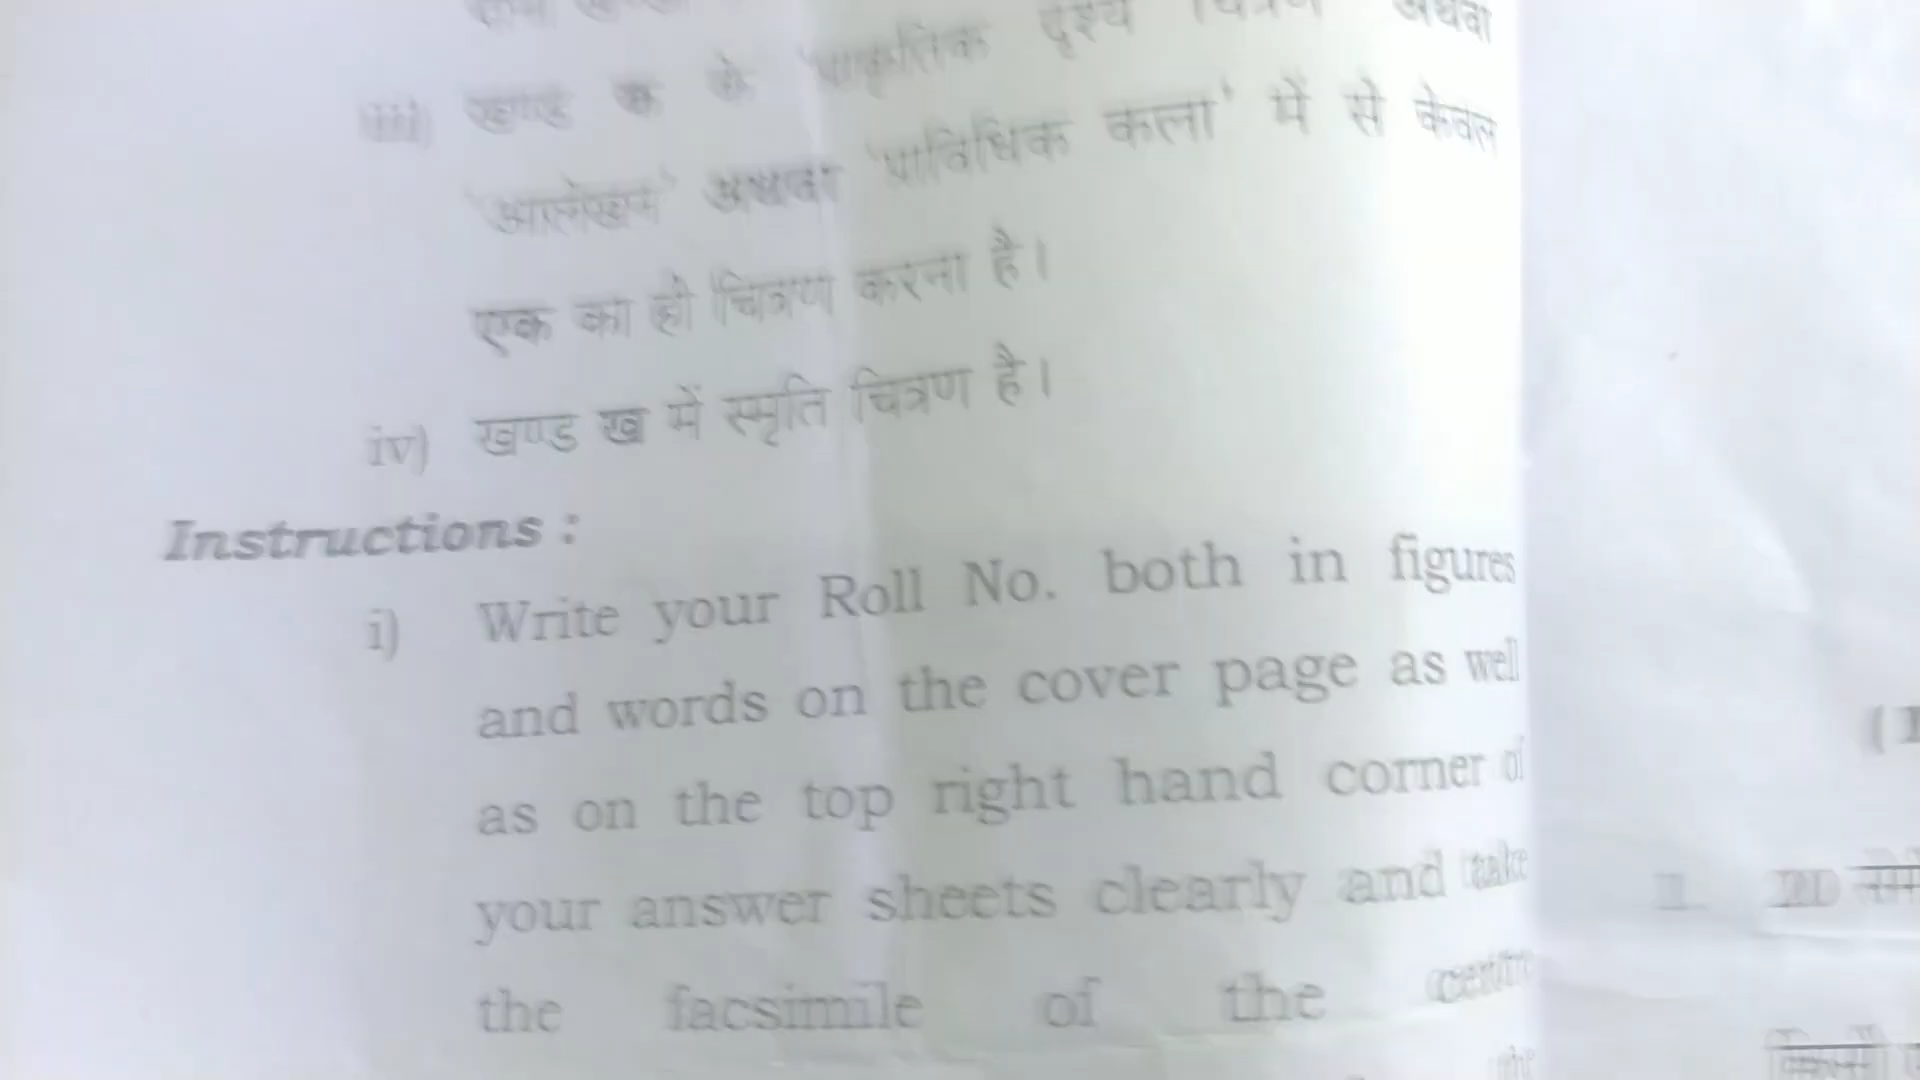 iii) खण्ड क के 'प्राकृतिक दृश्य चित्रण अथवा
'आलेखन' अथवा 'प्राविधिक कला' में से केवल
एक का ही चित्रण करना है।
iv) खण्ड ख में स्मृति चित्रण है।
Instructions :
i) Write your Roll No. both in figures
and words on the cover page as well
as on the top right hand corner of
your answer sheets clearly and take
the facsimile of the centre